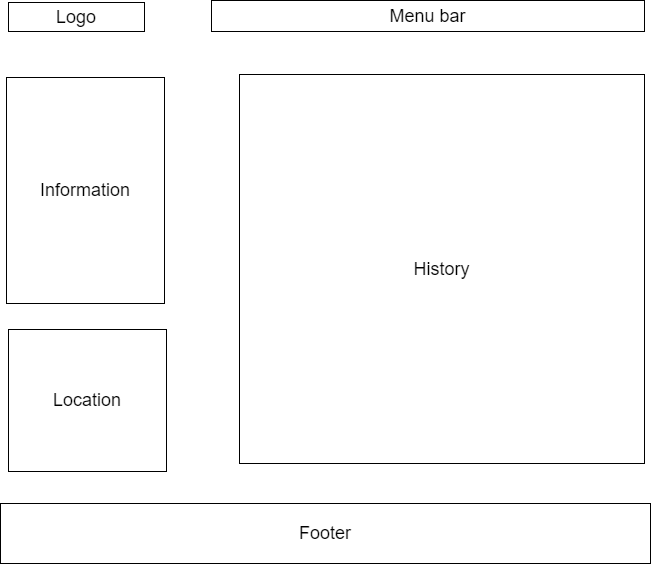 Logo
Menu bar
Information
History
Location
Footer